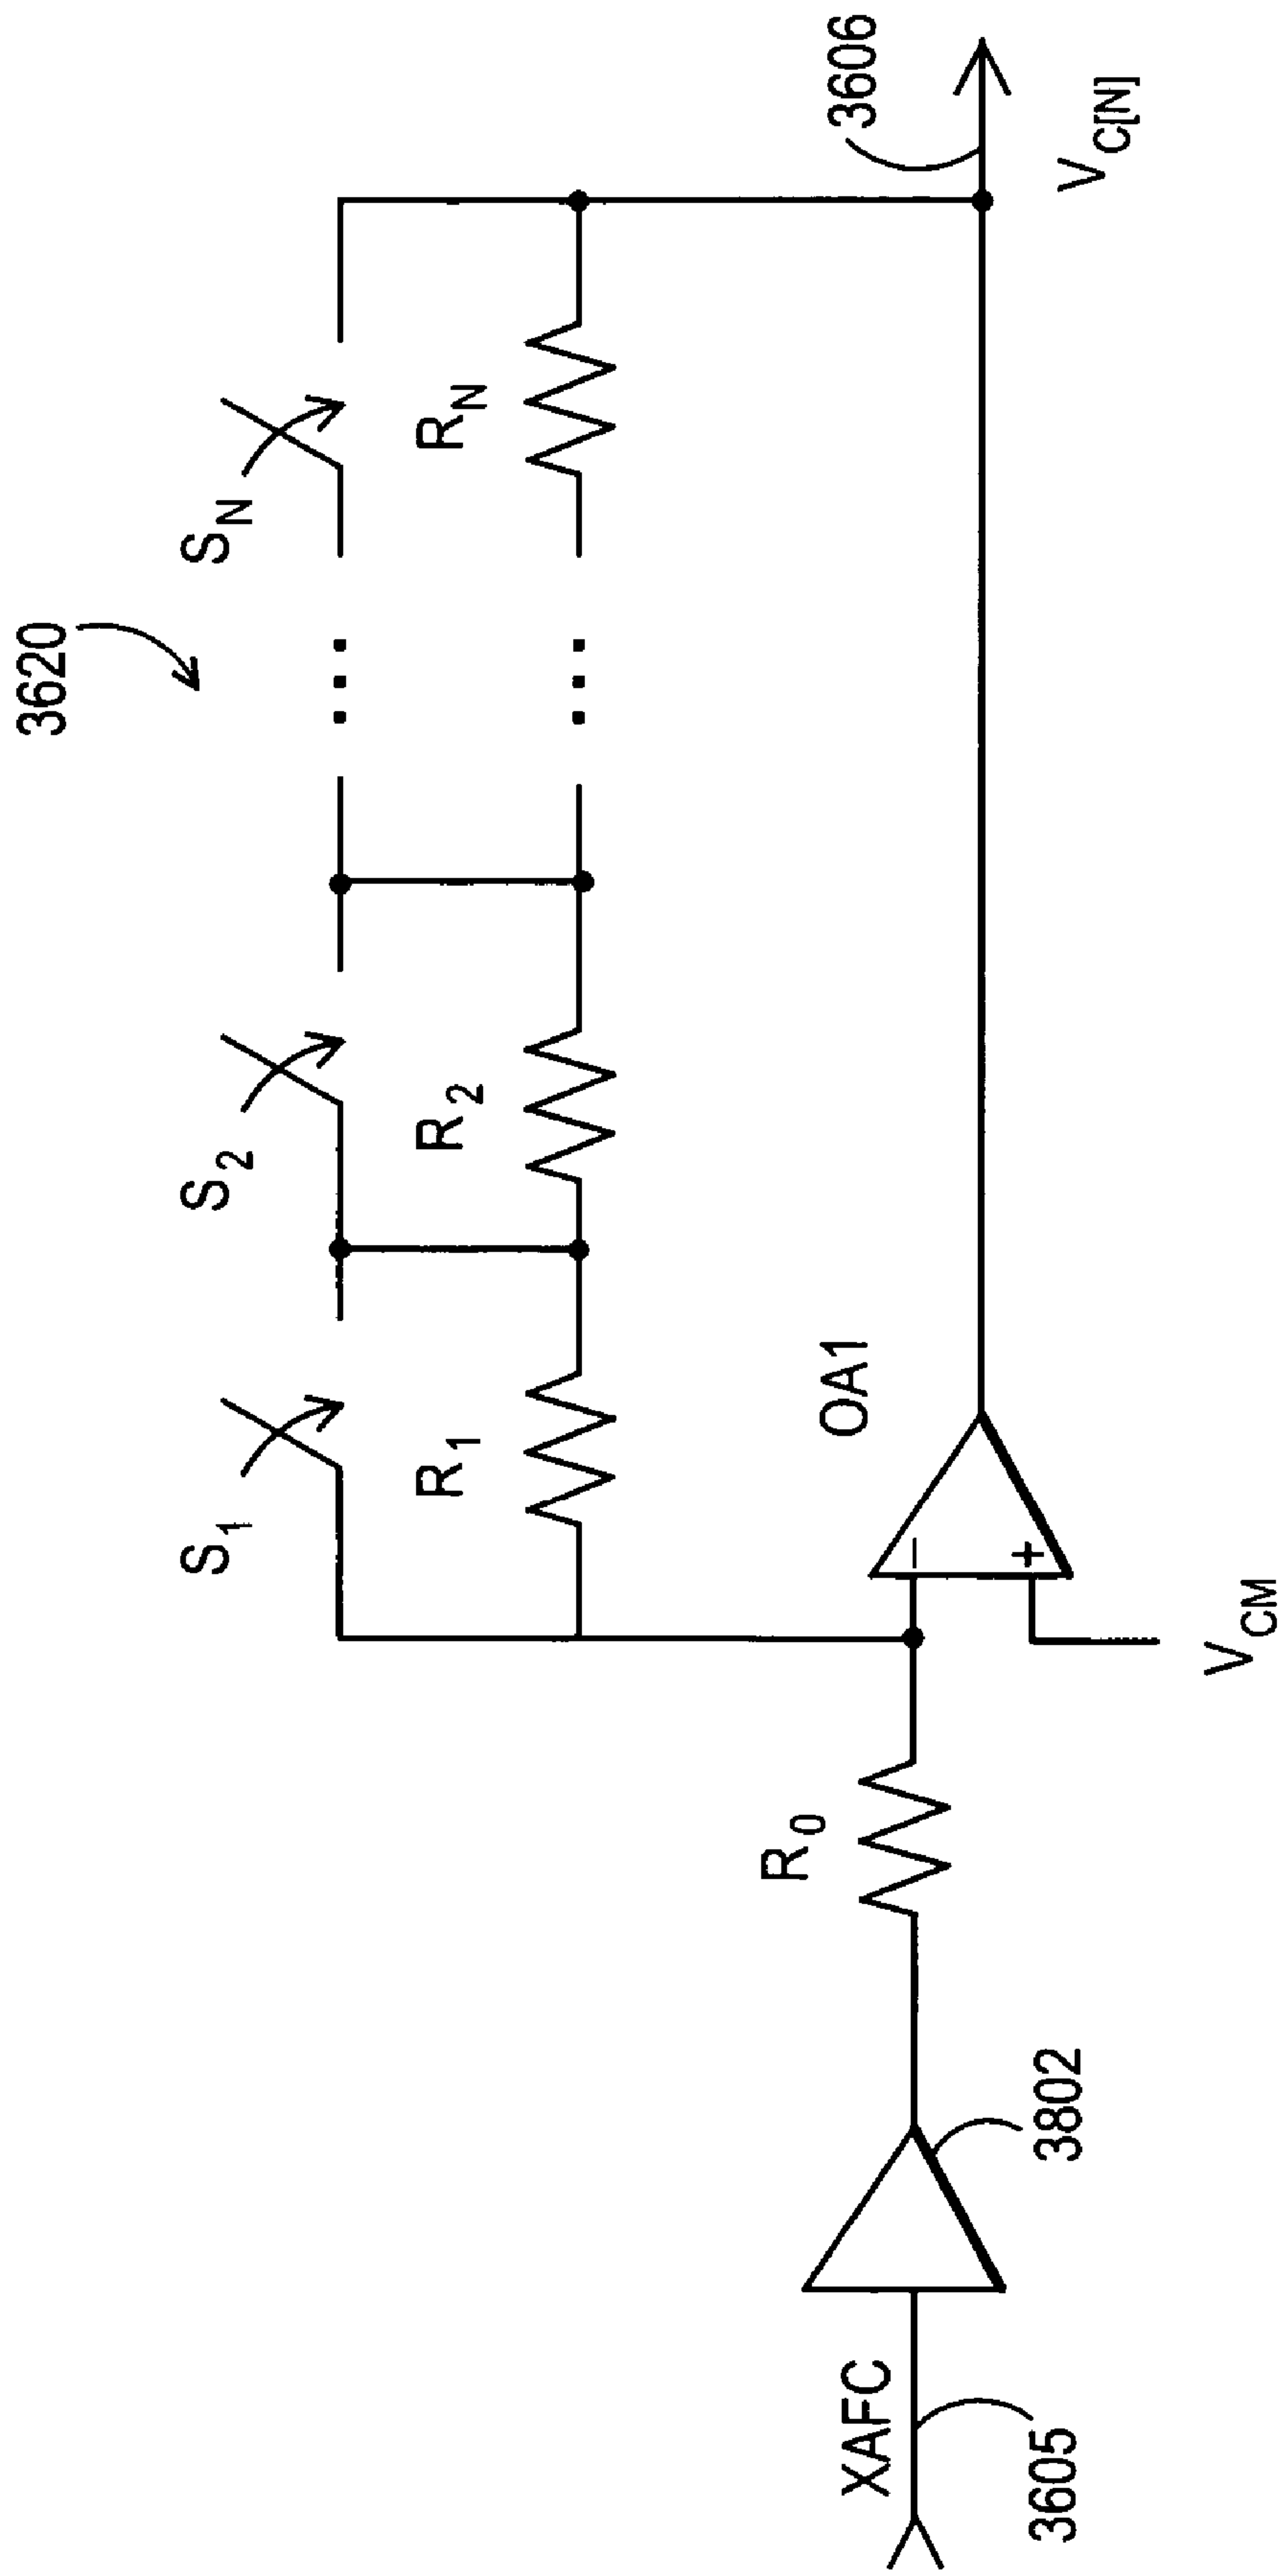 3620
S1
S2
SN
R1
R2
RN
3606
OA1
XAFC
R0
−
+
VC[N]
3605
3802
VCM